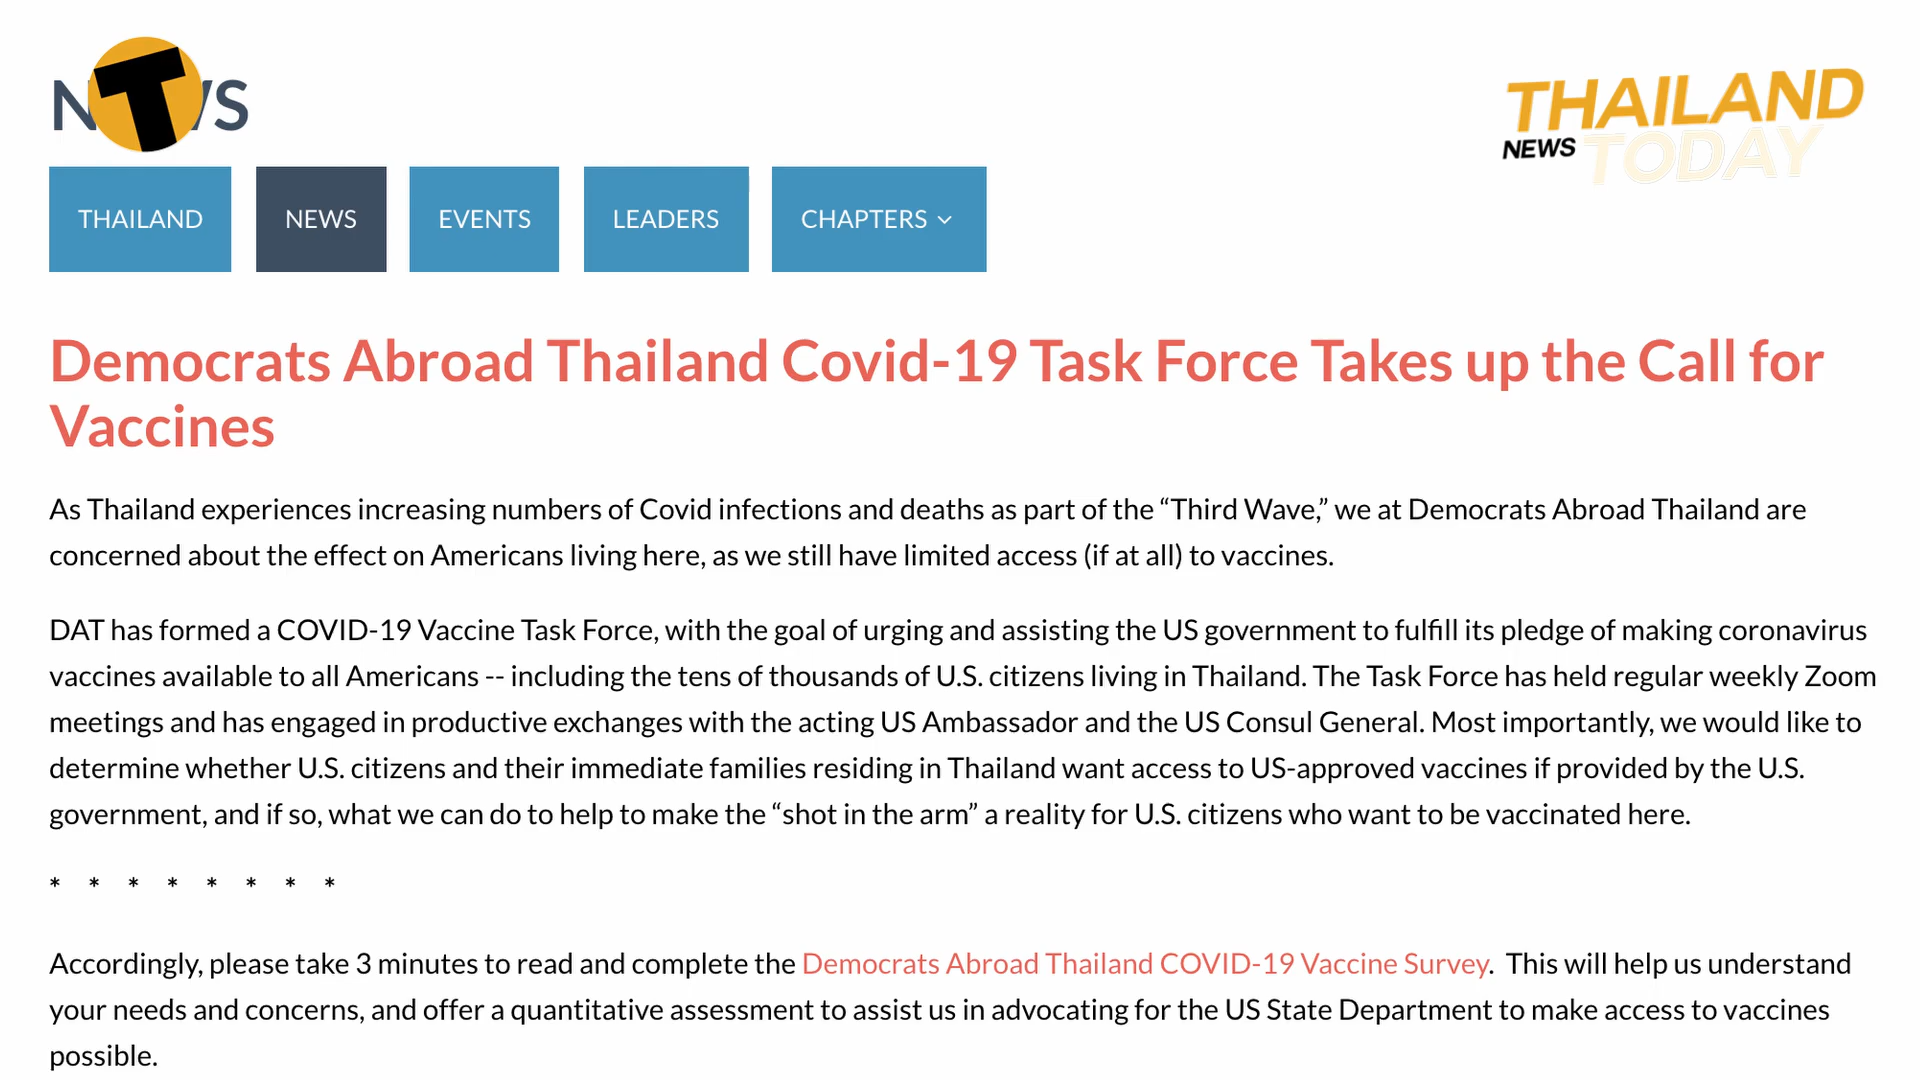 NEWS
T
THAILAND
NEWS TODAY
THAILAND NEWS EVENTS LEADERS CHAPTERS
Democrats Abroad Thailand Covid-19 Task Force Takes up the Call for
Vaccines
As Thailand experiences increasing numbers of Covid infections and deaths as part of the “Third Wave,” we at Democrats Abroad Thailand are
concerned about the effect on Americans living here, as we still have limited access (if at all) to vaccines.
DAT has formed a COVID-19 Vaccine Task Force, with the goal of urging and assisting the US government to fulfill its pledge of making coronavirus
vaccines available to all Americans -- including the tens of thousands of U.S. citizens living in Thailand. The Task Force has held regular weekly Zoom
meetings and has engaged in productive exchanges with the acting US Ambassador and the US Consul General. Most importantly, we would like to
determine whether U.S. citizens and their immediate families residing in Thailand want access to US-approved vaccines if provided by the U.S.
government, and if so, what we can do to help to make the “shot in the arm” a reality for U.S. citizens who want to be vaccinated here.
* * * * * * * *
Accordingly, please take 3 minutes to read and complete the Democrats Abroad Thailand COVID-19 Vaccine Survey. This will help us understand
your needs and concerns, and offer a quantitative assessment to assist us in advocating for the US State Department to make access to vaccines
possible.